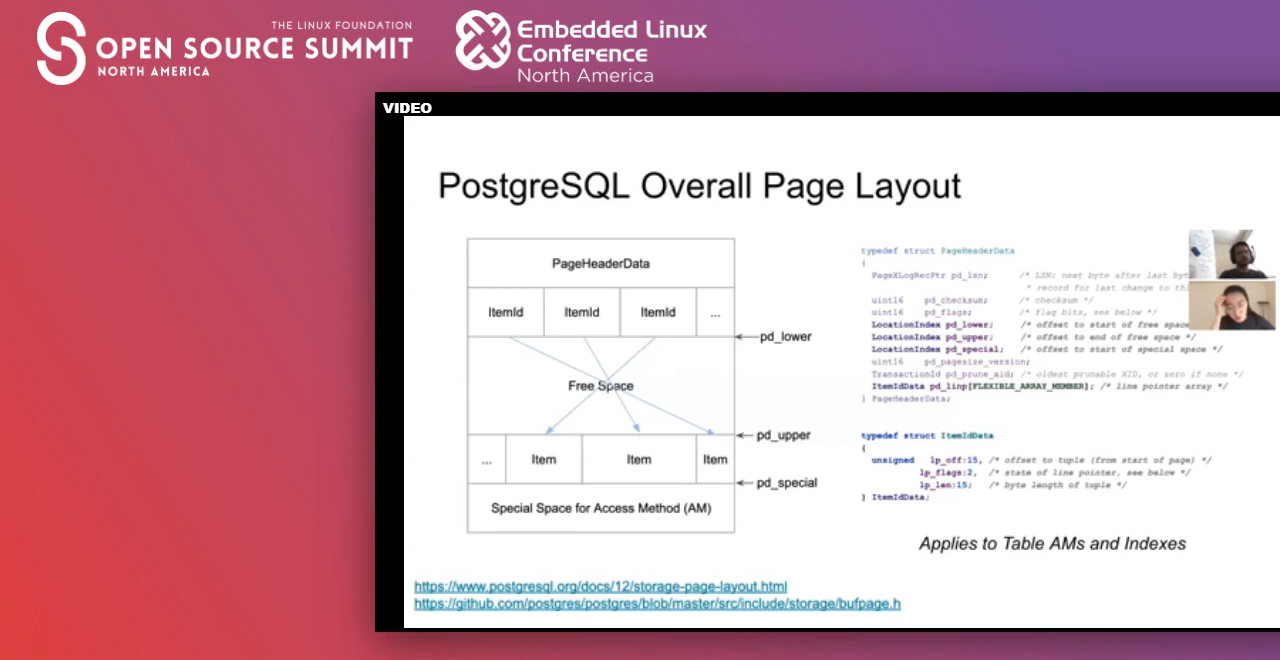 THE LINUX FOUNDATION
OPEN SOURCE SUMMIT
NORTH AMERICA
Embedded Linux
Conference
North America
VIDEO
PostgreSQL Overall Page Layout
PageHeaderData
ItemId ItemId ItemId ...
pd_lower
Free Space
pd_upper
... Item Item Item
pd_special
Special Space for Access Method (AM)
typedef struct PageHeaderData
{
PageXLogRecPtr pd_lsn; /* LSN: next byte after last
* record for last change to
uint16 pd_checksum; /* checksum */
uint16 pd_flags; /* flag bits, see below */
LocationIndex pd_lower; /* offset to start of free space
LocationIndex pd_upper; /* offset to end of free space */
LocationIndex pd_special; /* offset to start of special space */
uint16 pd_pagesize_version;
TransactionId pd_prune_xid; /* oldest prunable XID, or zero if none */
ItemIdData pd_linp[FLEXIBLE_ARRAY_MEMBER]; /* line pointer array */
} PageHeaderData;
typedef struct ItemIdData
{
unsigned lp_off:15, /* offset to tuple (from start of page) */
lp_flags:2, /* state of line pointer, see below */
lp_len:15; /* byte length of tuple */
} ItemIdData;
Applies to Table AMs and Indexes
https://www.postgresql.org/docs/12/storage-page-layout.html
https://github.com/postgres/postgres/blob/master/src/include/storage/bufpage.h